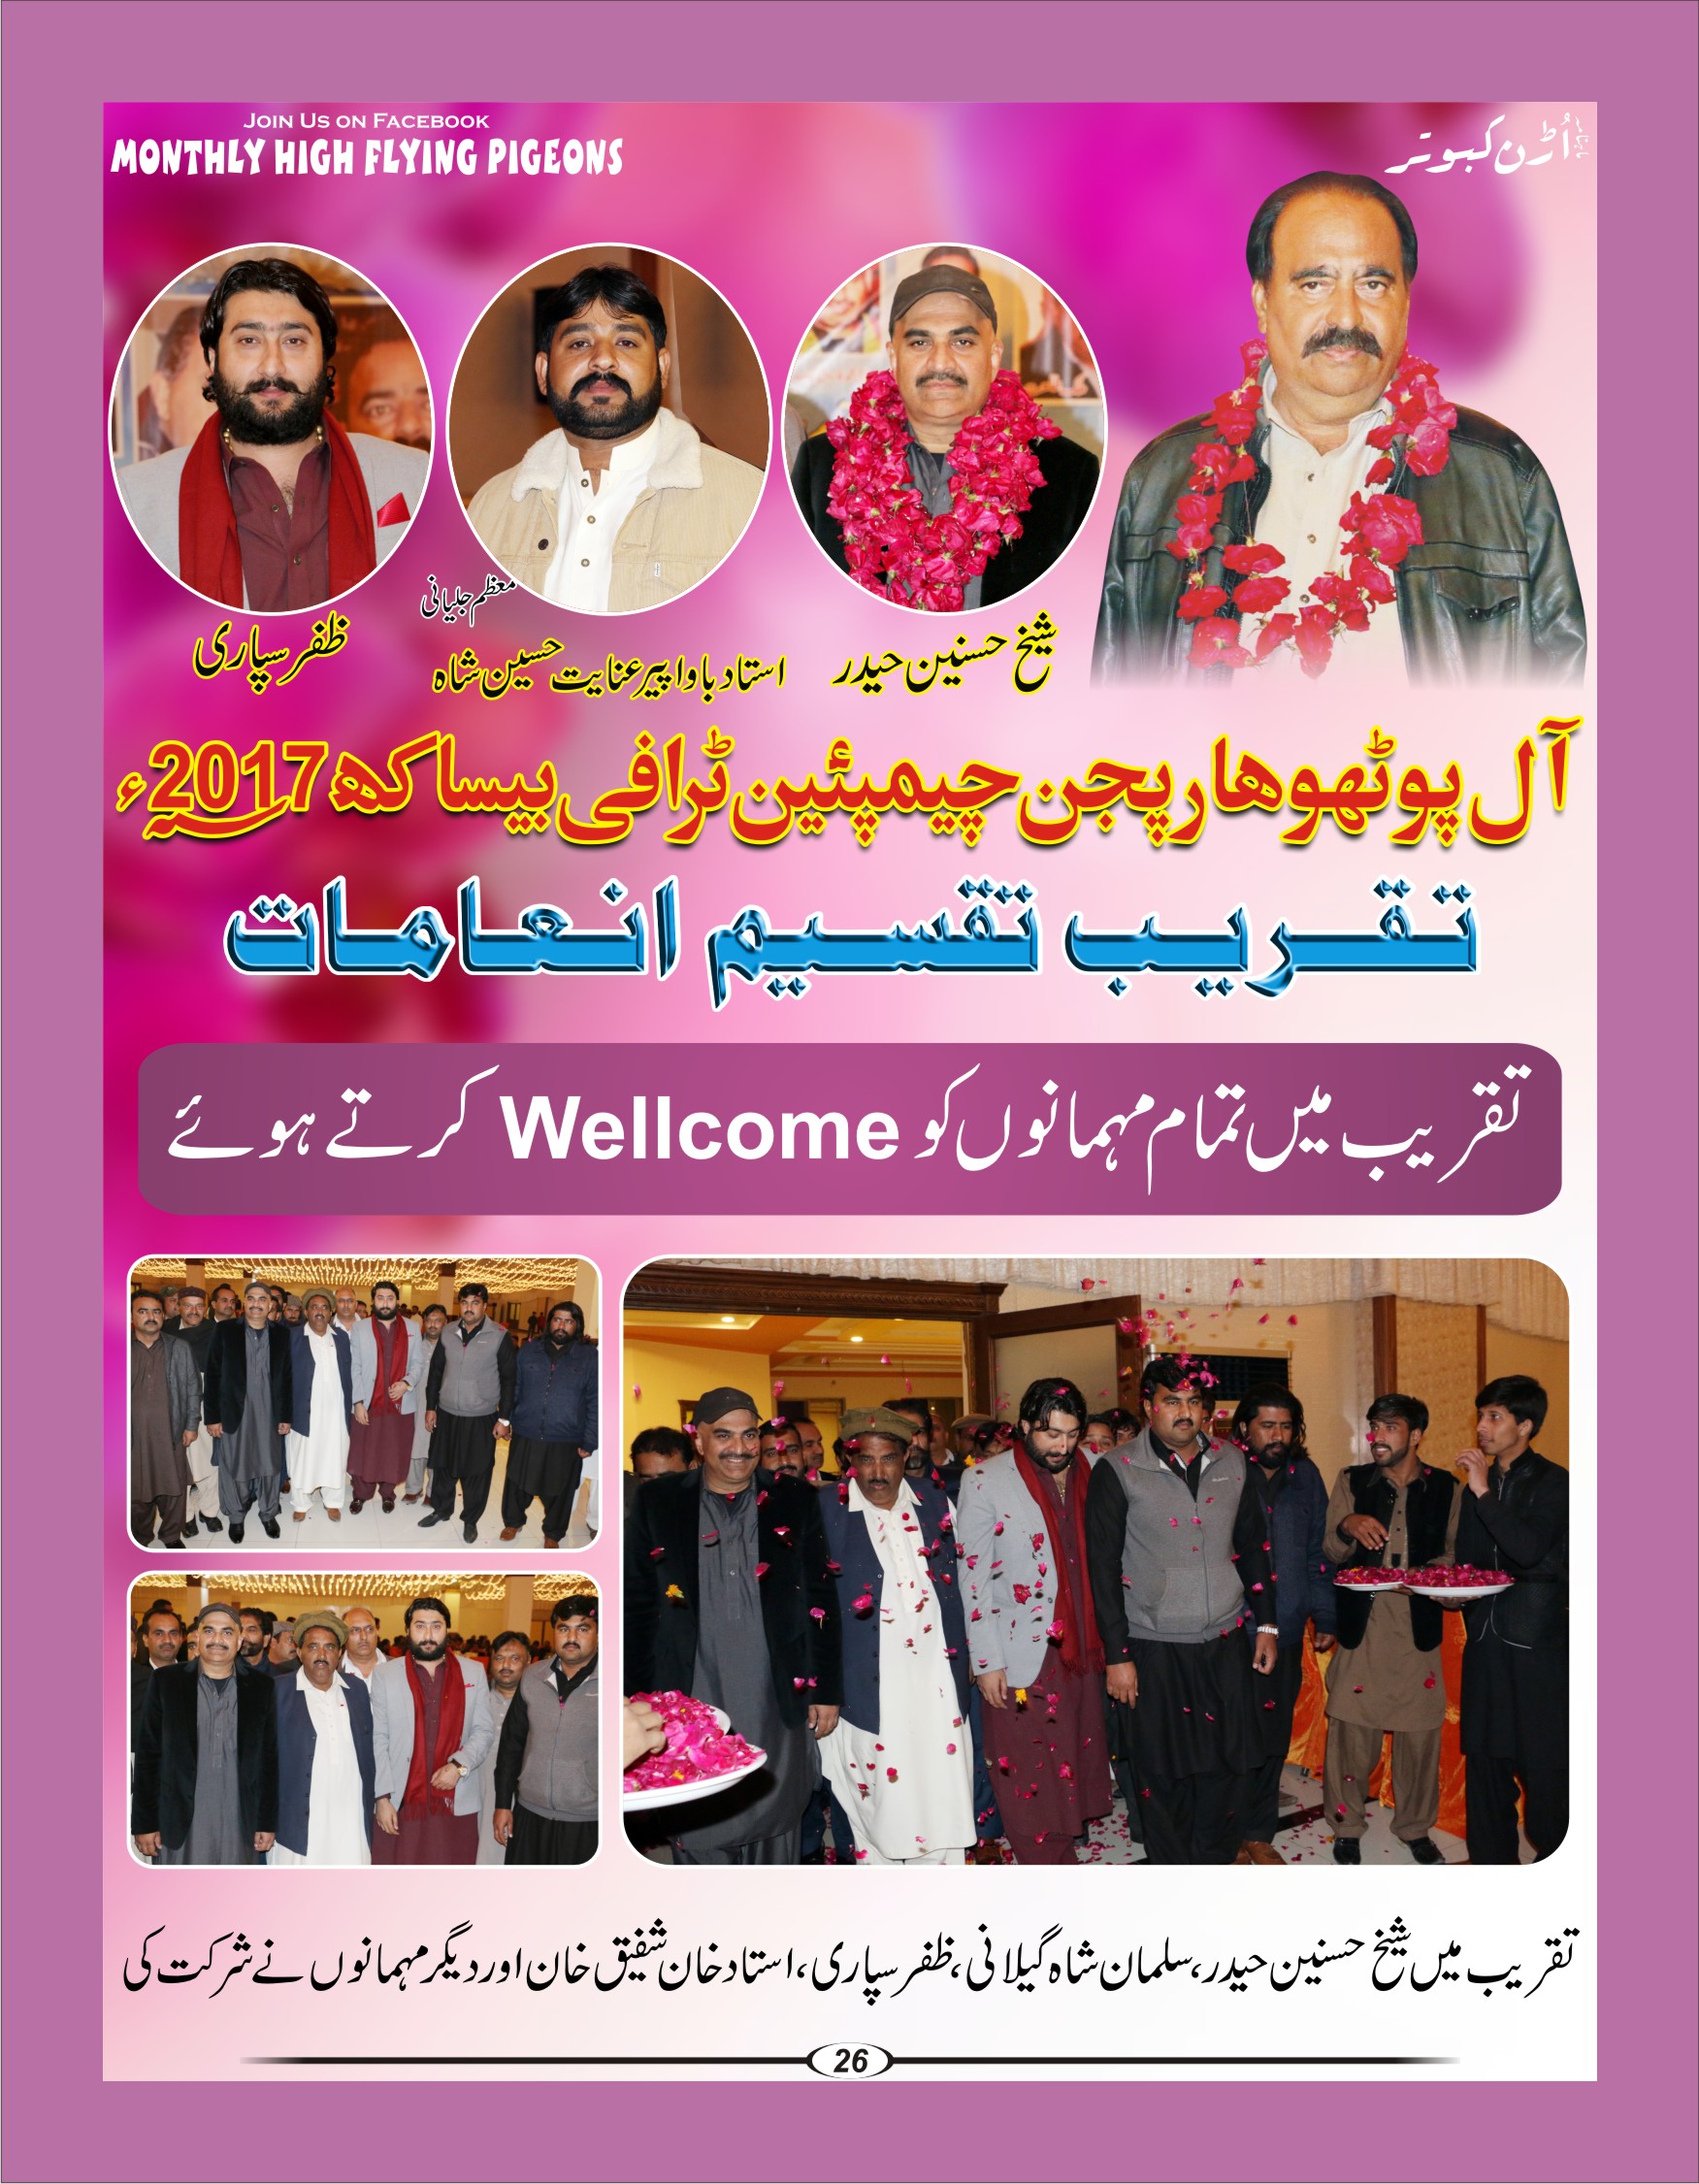 JOIN US ON FACEBOOK
MONTHLY HIGH FLYING PIGEONS
اُڑن کبوتر
شیخ حسنین حیدر
معظم جلیانی
استاد باوا پیر عنایت حسین شاہ
ظفر سپاری
آل پوٹھوھار پجن چیمپئین ٹرافی بیساکھ 2017ء
تقریب تقسیم انعامات
تقریب میں تمام مہمانوں کو Wellcome کرتے ہوئے
تقریب میں شیخ حسنین حیدر، سلمان شاہ گیلانی، ظفر سپاری، استاد خان شفیق خان اور دیگر مہمانوں نے شرکت کی
26